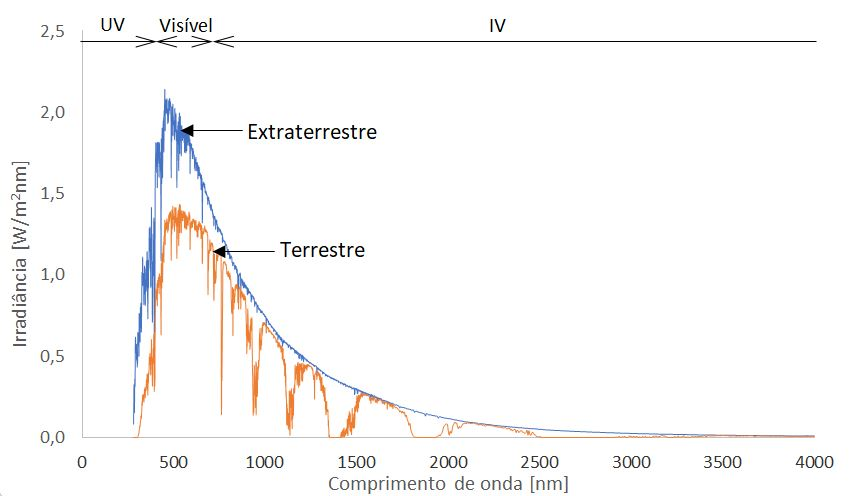 UV Visível IV
2,5
2,0
1,5
1,0
0,5
0,0
Irradiância [W/m²nm]
Extraterrestre
Terrestre
0 500 1000 1500 2000 2500 3000 3500 4000
Comprimento de onda [nm]